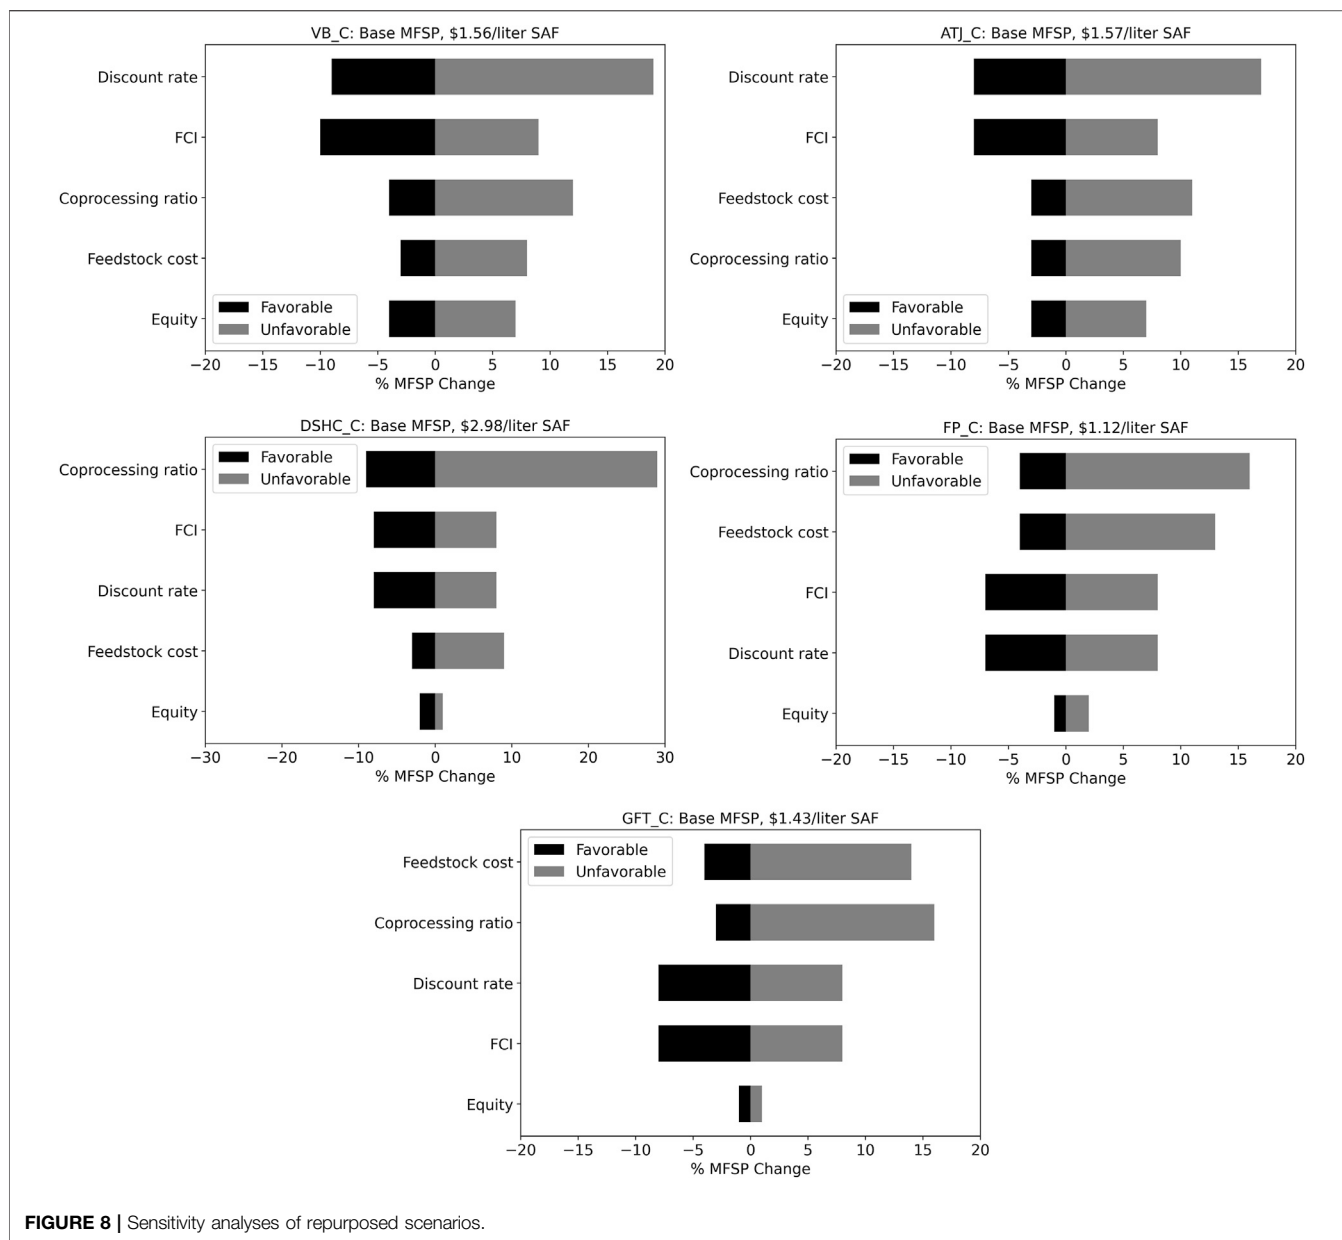 VB_C: Base MFSP, $1.56/liter SAF
Discount rate
FCI
Coprocessing ratio
Feedstock cost
Equity
Favorable
Unfavorable
−20 −15 −10 −5 0 5 10 15 20
% MFSP Change
ATJ_C: Base MFSP, $1.57/liter SAF
Discount rate
FCI
Feedstock cost
Coprocessing ratio
Equity
Favorable
Unfavorable
−20 −15 −10 −5 0 5 10 15 20
% MFSP Change
DSHC_C: Base MFSP, $2.98/liter SAF
Coprocessing ratio
FCI
Discount rate
Feedstock cost
Equity
Favorable
Unfavorable
−30 −20 −10 0 10 20 30
% MFSP Change
FP_C: Base MFSP, $1.12/liter SAF
Coprocessing ratio
Feedstock cost
FCI
Discount rate
Equity
Favorable
Unfavorable
−20 −15 −10 −5 0 5 10 15 20
% MFSP Change
GFT_C: Base MFSP, $1.43/liter SAF
Feedstock cost
Coprocessing ratio
Discount rate
FCI
Equity
Favorable
Unfavorable
−20 −15 −10 −5 0 5 10 15 20
% MFSP Change
FIGURE 8 | Sensitivity analyses of repurposed scenarios.